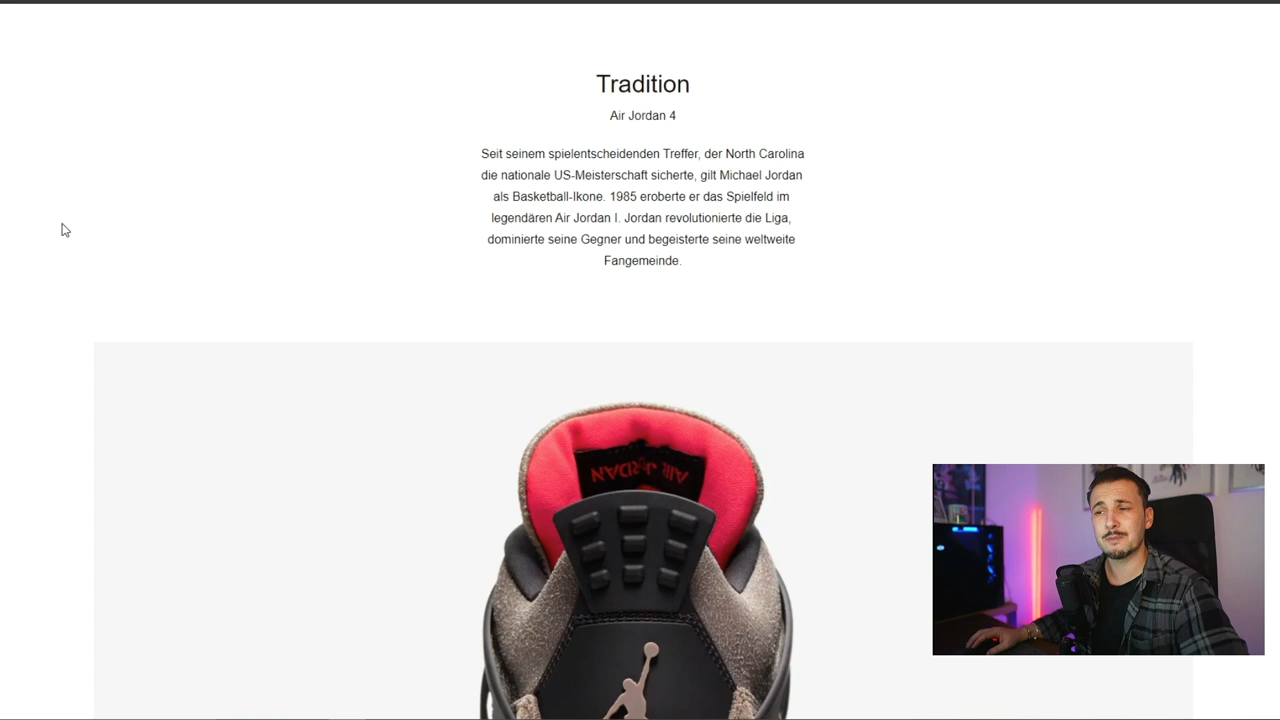 Tradition
Air Jordan 4
Seit seinem spielentscheidenden Treffer, der North Carolina
die nationale US-Meisterschaft sicherte, gilt Michael Jordan
als Basketball-Ikone. 1985 eroberte er das Spielfeld im
legendären Air Jordan I. Jordan revolutionierte die Liga,
dominierte seine Gegner und begeisterte seine weltweite
Fangemeinde.
AIR JORDAN